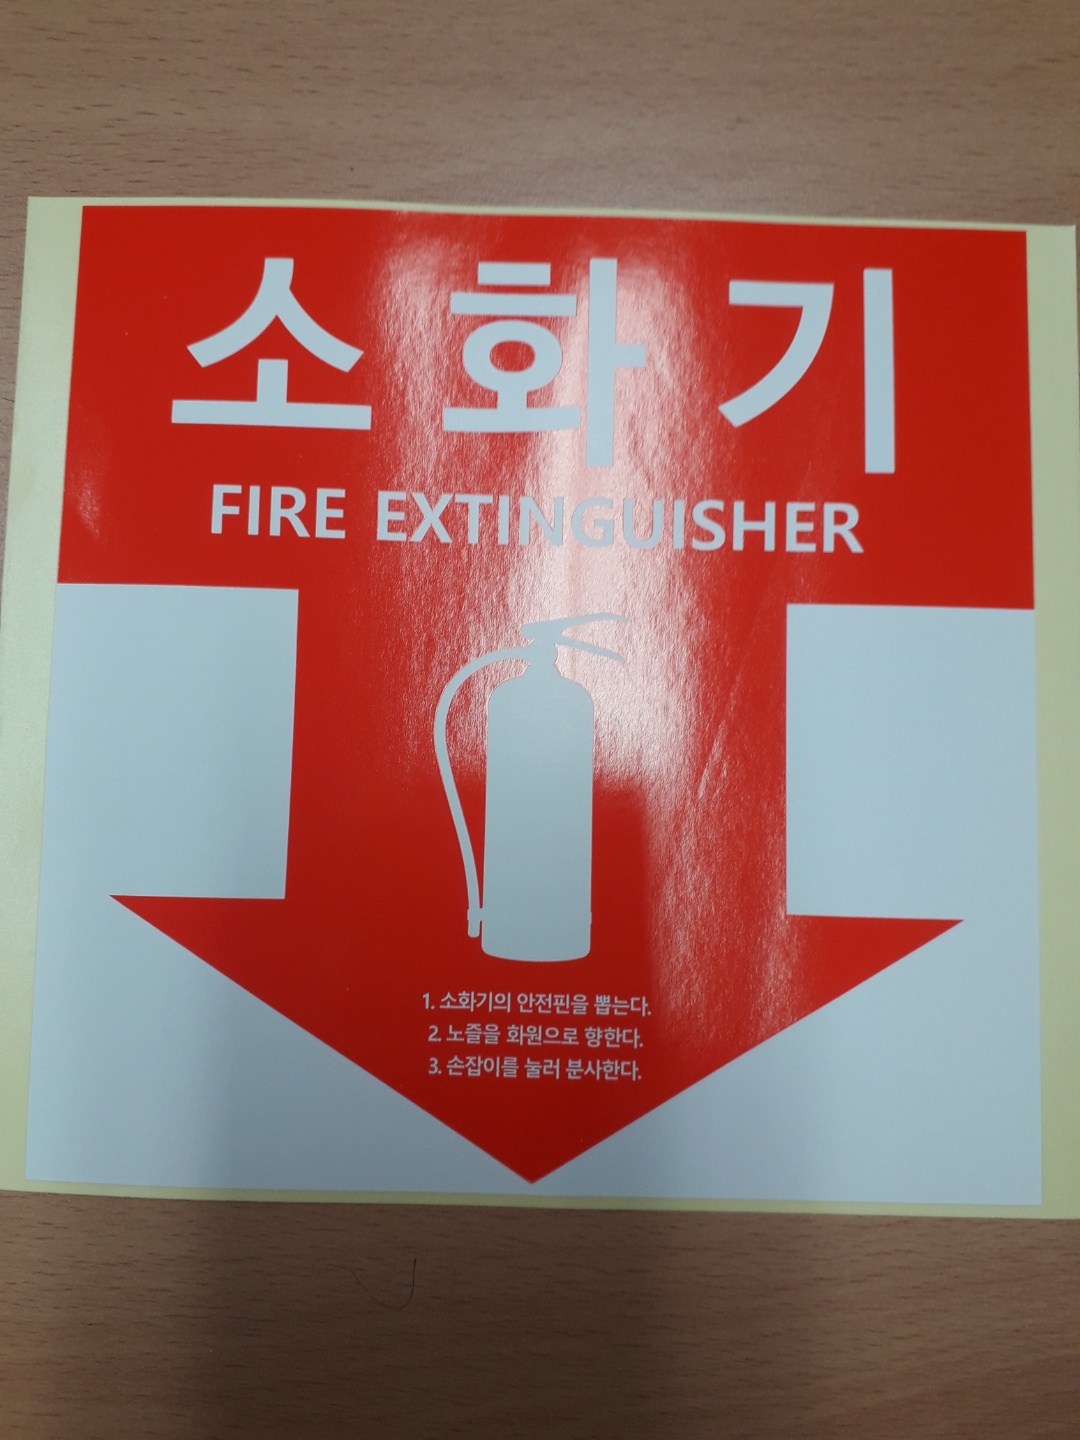 소화기
FIRE EXTINGUISHER
1. 소화기의 안전핀을 뽑는다.
2. 노즐을 화원으로 향한다.
3. 손잡이를 눌러 분사한다.